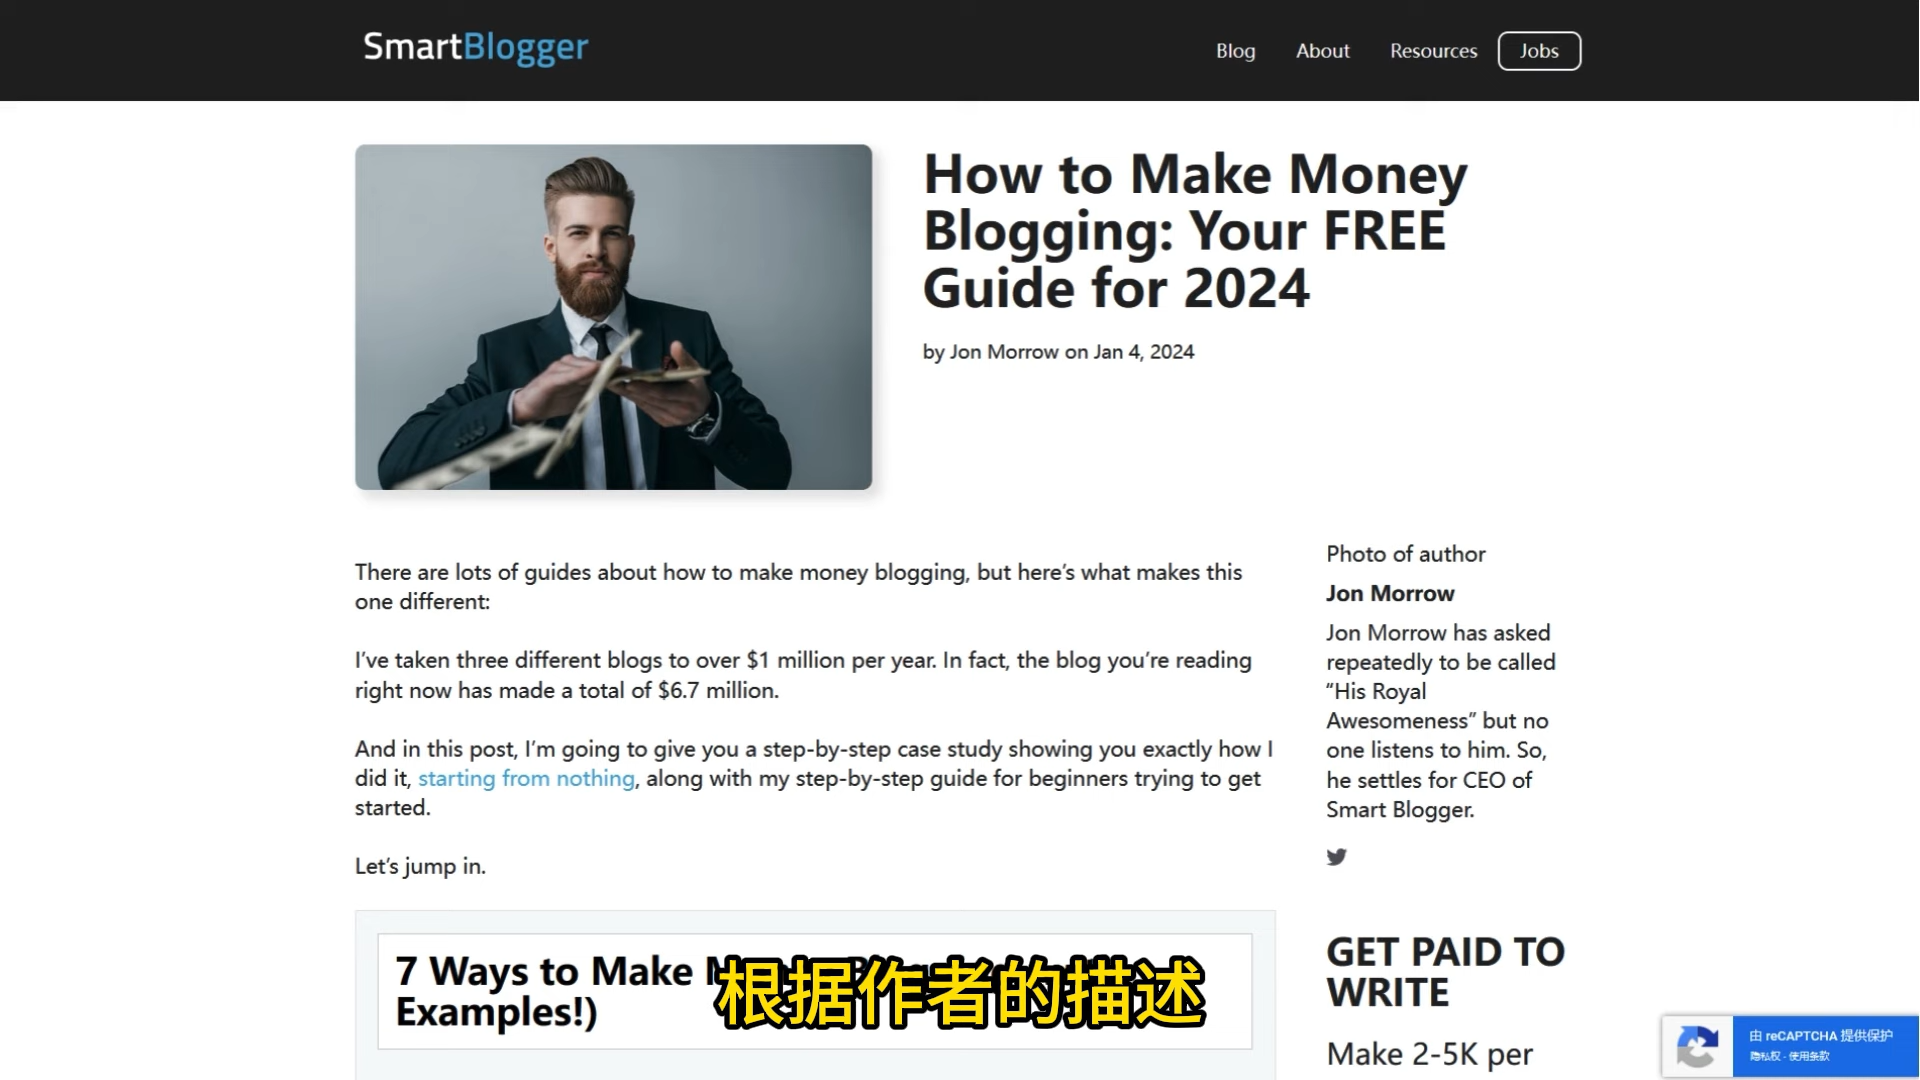 SmartBlogger
Blog About Resources Jobs
How to Make Money
Blogging: Your FREE
Guide for 2024
by Jon Morrow on Jan 4, 2024
There are lots of guides about how to make money blogging, but here's what makes this
one different:
I've taken three different blogs to over $1 million per year. In fact, the blog you're reading
right now has made a total of $6.7 million.
And in this post, I'm going to give you a step-by-step case study showing you exactly how I
did it, starting from nothing, along with my step-by-step guide for beginners trying to get
started.
Let's jump in.
7 Ways to Make
Examples!)
根据作者的描述
Photo of author
Jon Morrow
Jon Morrow has asked
repeatedly to be called
“His Royal
Awesomeness” but no
one listens to him. So,
he settles for CEO of
Smart Blogger.
GET PAID TO
WRITE
Make 2-5K per
由 reCAPTCHA 提供保护
隐私权 - 使用条款